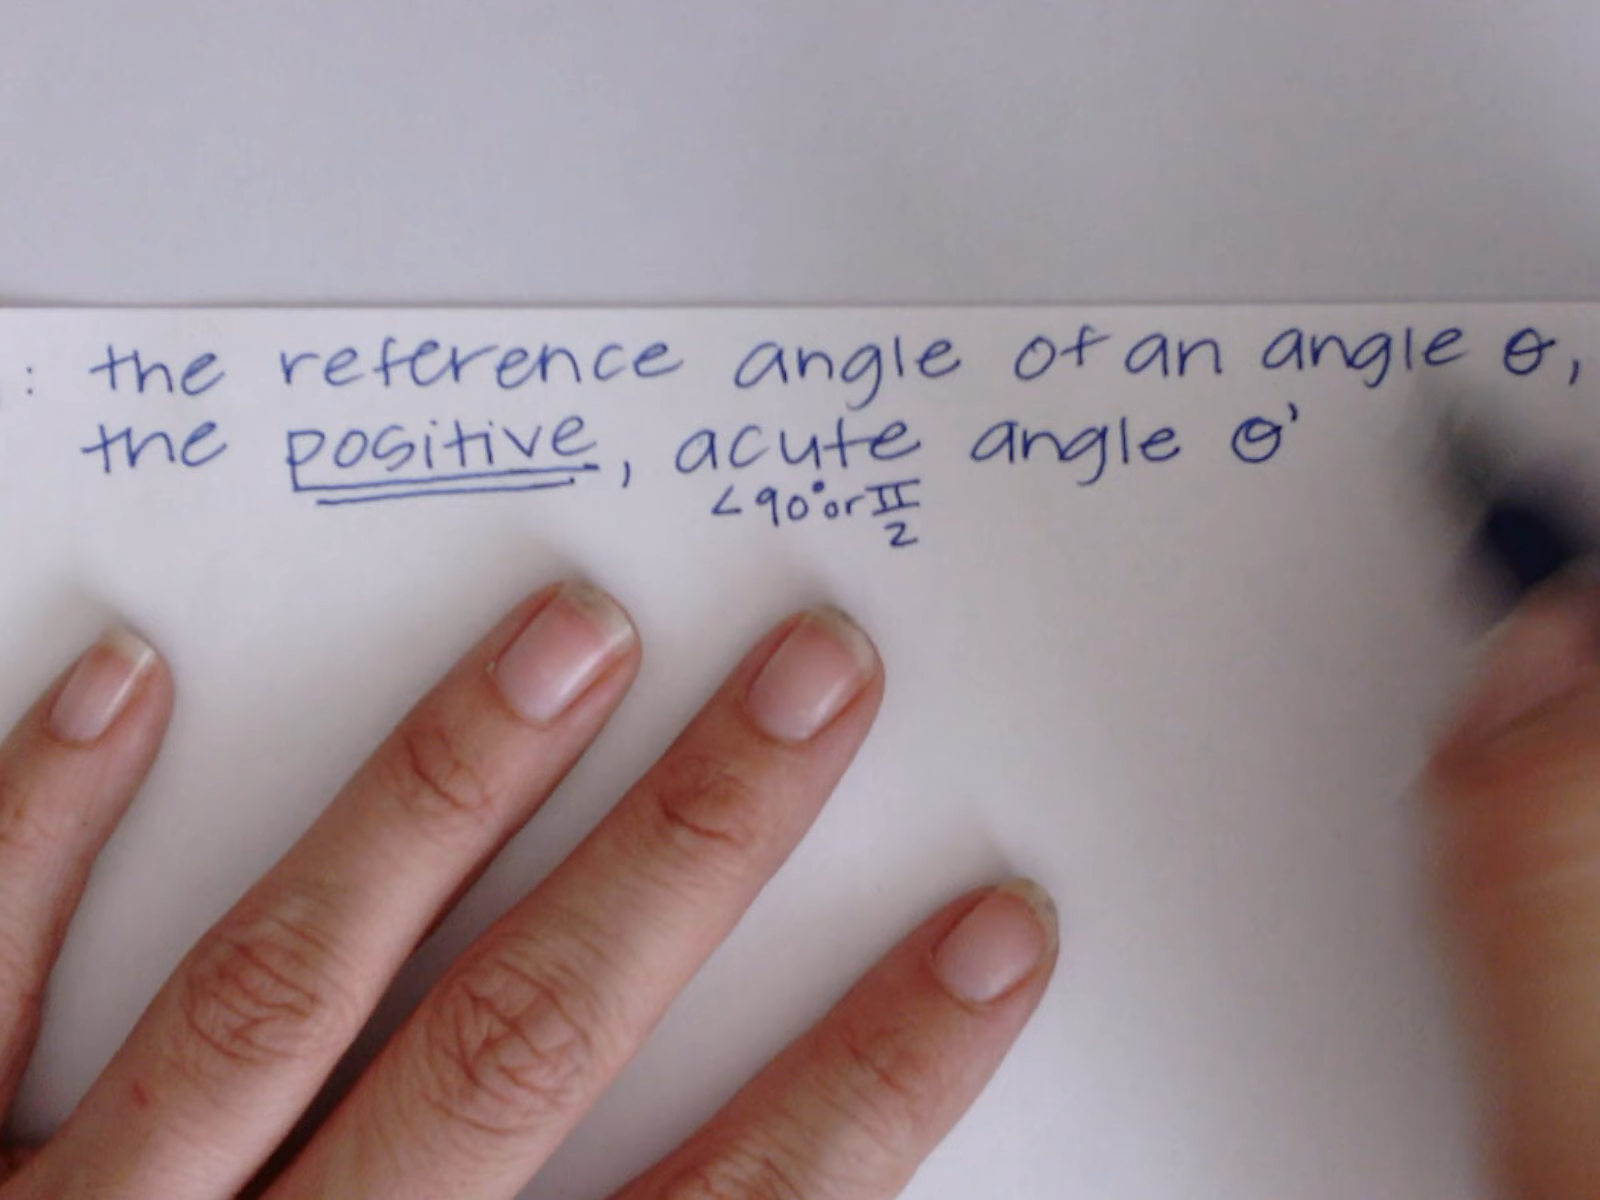 : the reference angle of an angle θ,
the positive, acute angle θ'
<90° or π/2